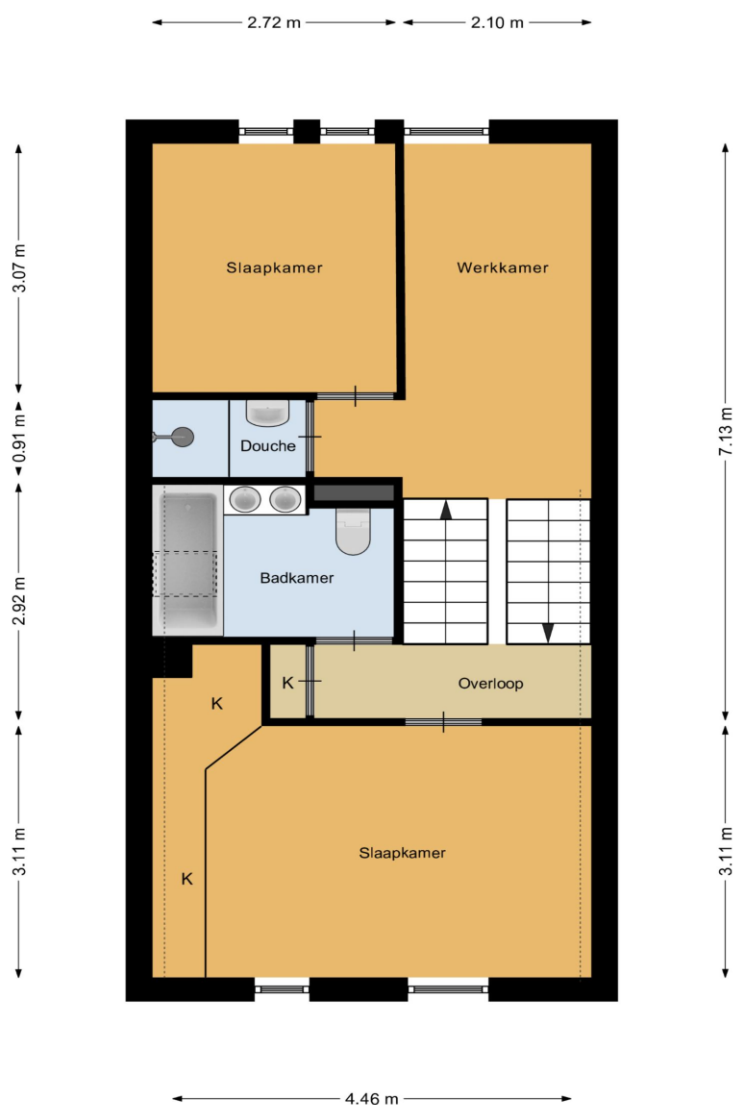 2.72 m
2.10 m
3.07 m
0.91 m
2.92 m
3.11 m
7.13 m
3.11 m
Slaapkamer
Werkkamer
Douche
Badkamer
K
Overloop
K
Slaapkamer
K
4.46 m